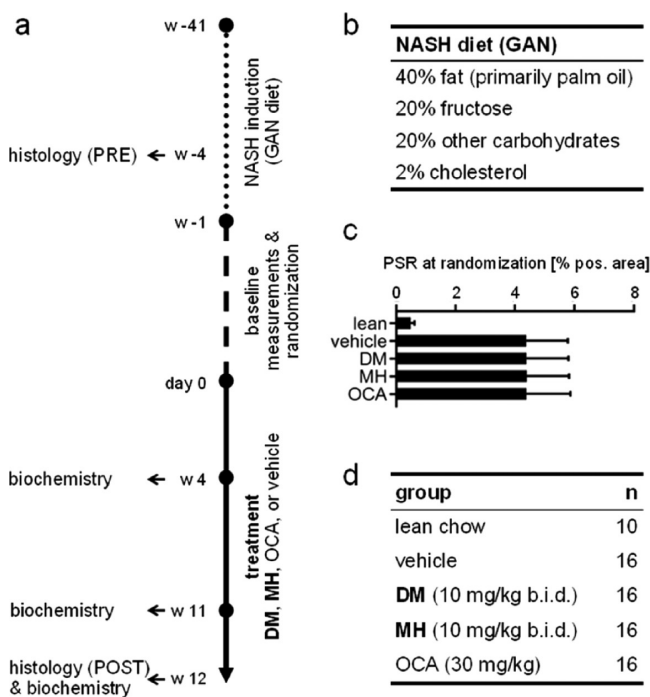 a
w -41
NASH induction
(GAN diet)
histology (PRE) ← w -4
w -1
baseline
measurements &
randomization
day 0
biochemistry ← w 4
treatment
DM, MH, OCA, or vehicle
biochemistry ← w 11
histology (POST)
& biochemistry ← w 12
b
NASH diet (GAN)
40% fat (primarily palm oil)
20% fructose
20% other carbohydrates
2% cholesterol
c
PSR at randomization [% pos. area]
0 2 4 6 8
lean
vehicle
DM
MH
OCA
d
group n
lean chow 10
vehicle 16
DM (10 mg/kg b.i.d.) 16
MH (10 mg/kg b.i.d.) 16
OCA (30 mg/kg) 16